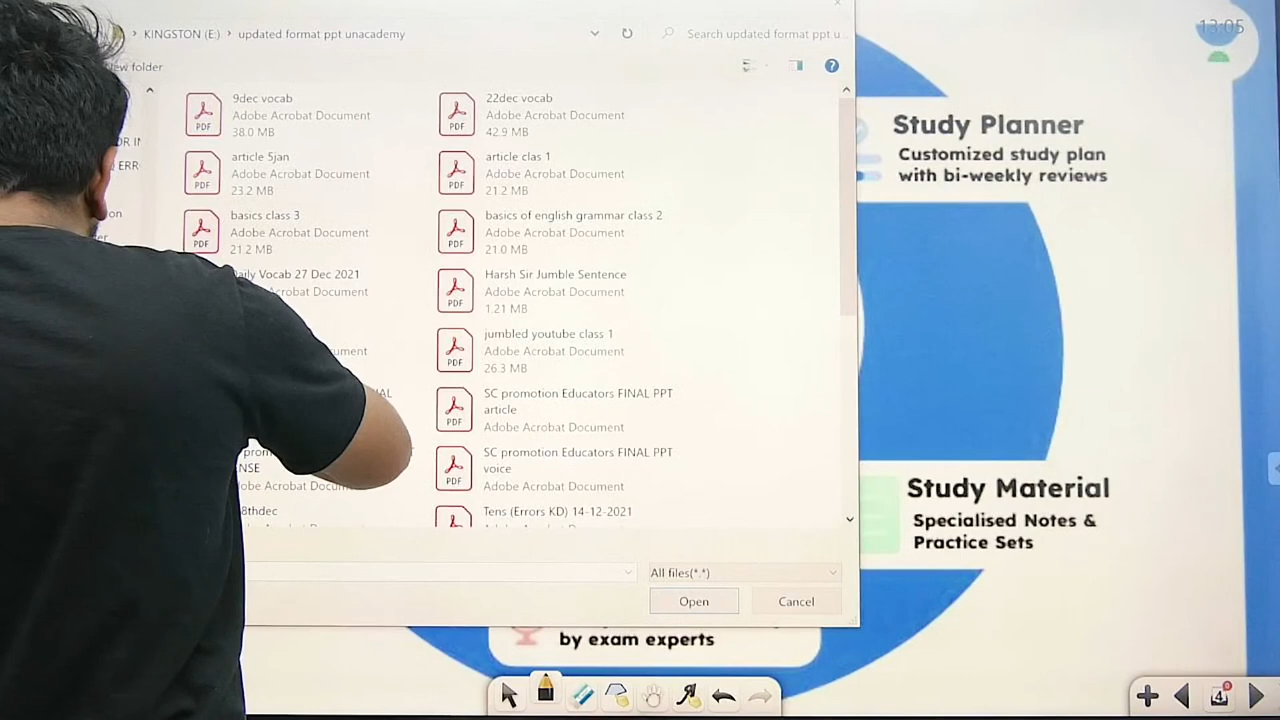 KINGSTON (E:) > updated format ppt unacademy
Search updated format ppt u...
New folder
9dec vocab
Adobe Acrobat Document
38.0 MB
22dec vocab
Adobe Acrobat Document
42.9 MB
article 5jan
Adobe Acrobat Document
23.2 MB
article clas 1
Adobe Acrobat Document
21.2 MB
basics class 3
Adobe Acrobat Document
21.2 MB
basics of english grammar class 2
Adobe Acrobat Document
21.0 MB
Daily Vocab 27 Dec 2021
Harsh Sir Jumble Sentence
Adobe Acrobat Document
1.21 MB
jumbled youtube class 1
Adobe Acrobat Document
26.3 MB
SC promotion Educators FINAL PPT
article
Adobe Acrobat Document
SC promotion Educators FINAL PPT
voice
Adobe Acrobat Document
Tens (Errors KD) 14-12-2021
All files(*.*)
Open
Cancel
13:05
Study Planner
Customized study plan
with bi-weekly reviews
Study Material
Specialised Notes &
Practice Sets
by exam experts
4